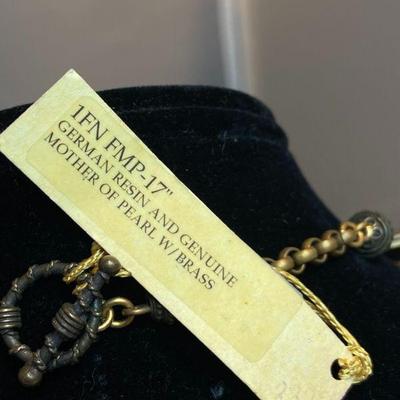 1FN FMP-17"
GERMAN RESIN AND GENUINE
MOTHER OF PEARL W/BRASS